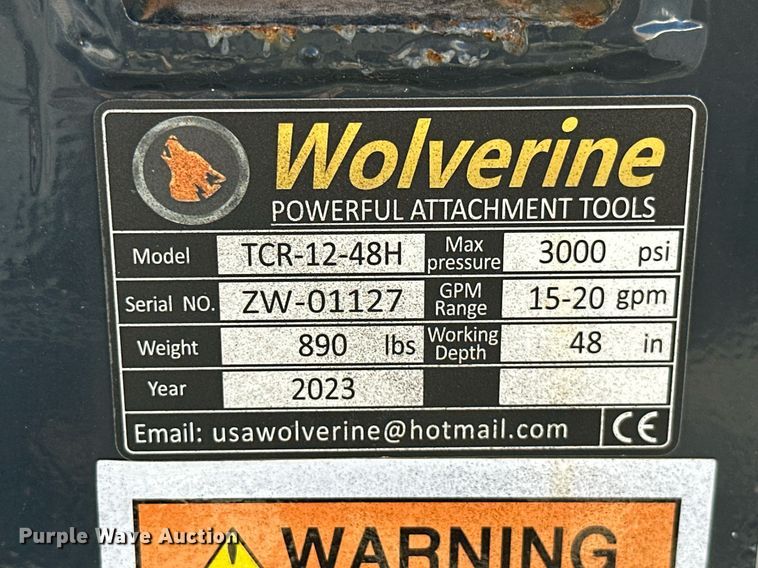 Wolverine
POWERFUL ATTACHMENT TOOLS
Model TCR-12-48H Max pressure 3000 psi
Serial NO. ZW-01127 GPM Range 15-20 gpm
Weight 890 lbs Working Depth 48 in
Year 2023
Email: usawolverine@hotmail.com CE
WARNING
Purple Wave Auction